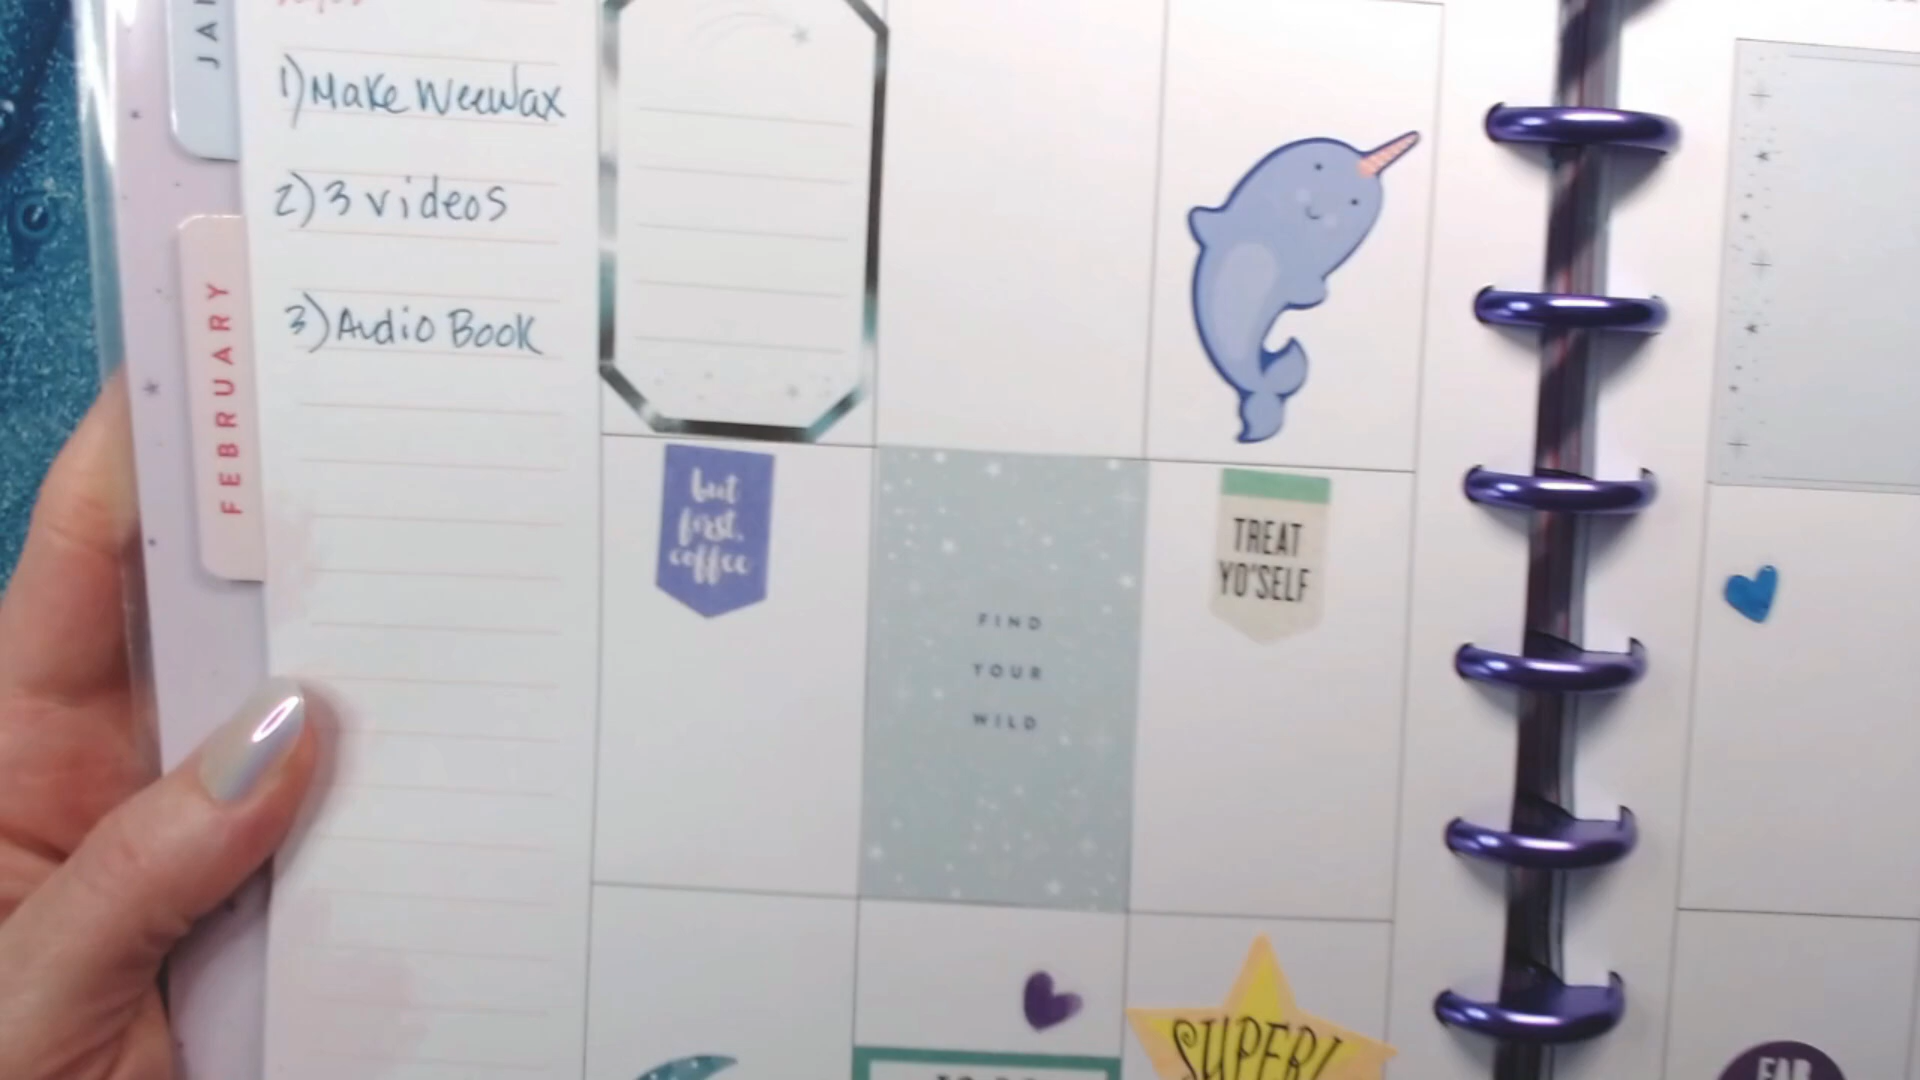 JA
1) Make WeeWax
2) 3 videos
3) Audio Book
FEBRUARY
but
first,
coffee
FIND
YOUR
WILD
TREAT
YO'SELF
SUPER!
FAB